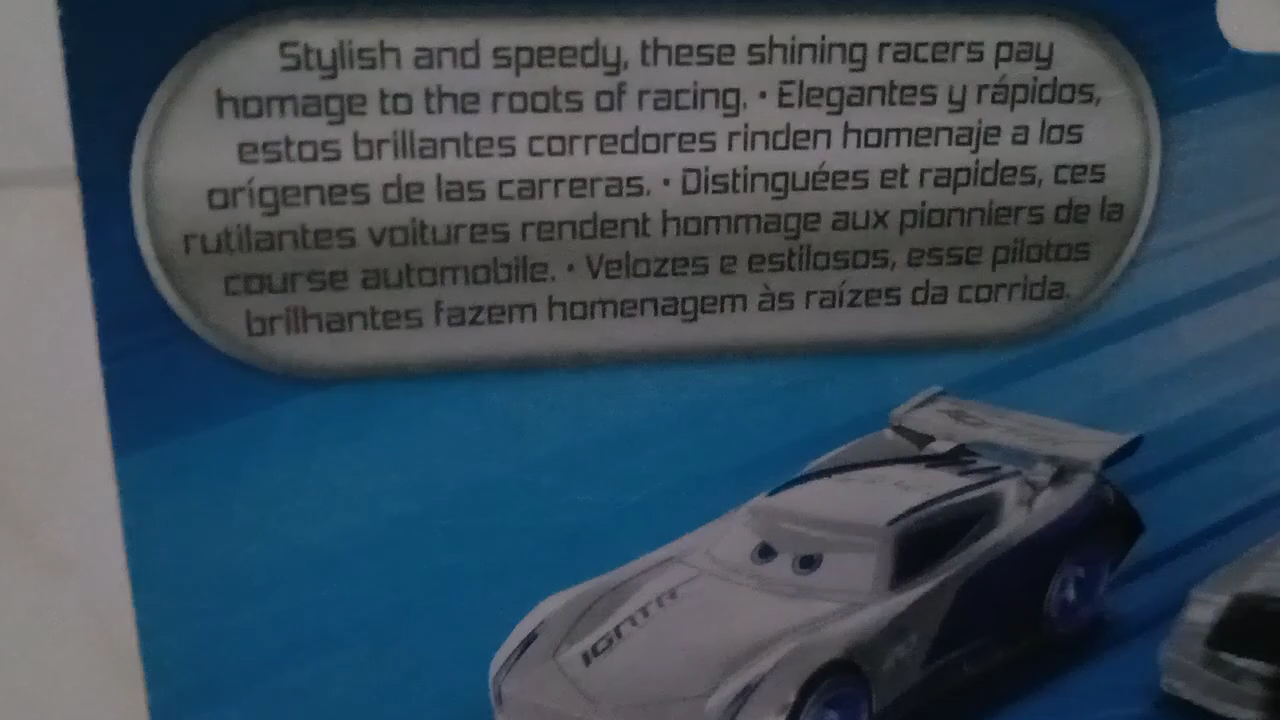 Stylish and speedy, these shining racers pay
homage to the roots of racing. • Elegantes y rápidos,
estos brillantes corredores rinden homenaje a los
orígenes de las carreras. • Distinguées et rapides, ces
rutilantes voitures rendent hommage aux pionniers de la
course automobile. • Velozes e estilosos, esse pilotos
brilhantes fazem homenagem às raízes da corrida.
IGNTR